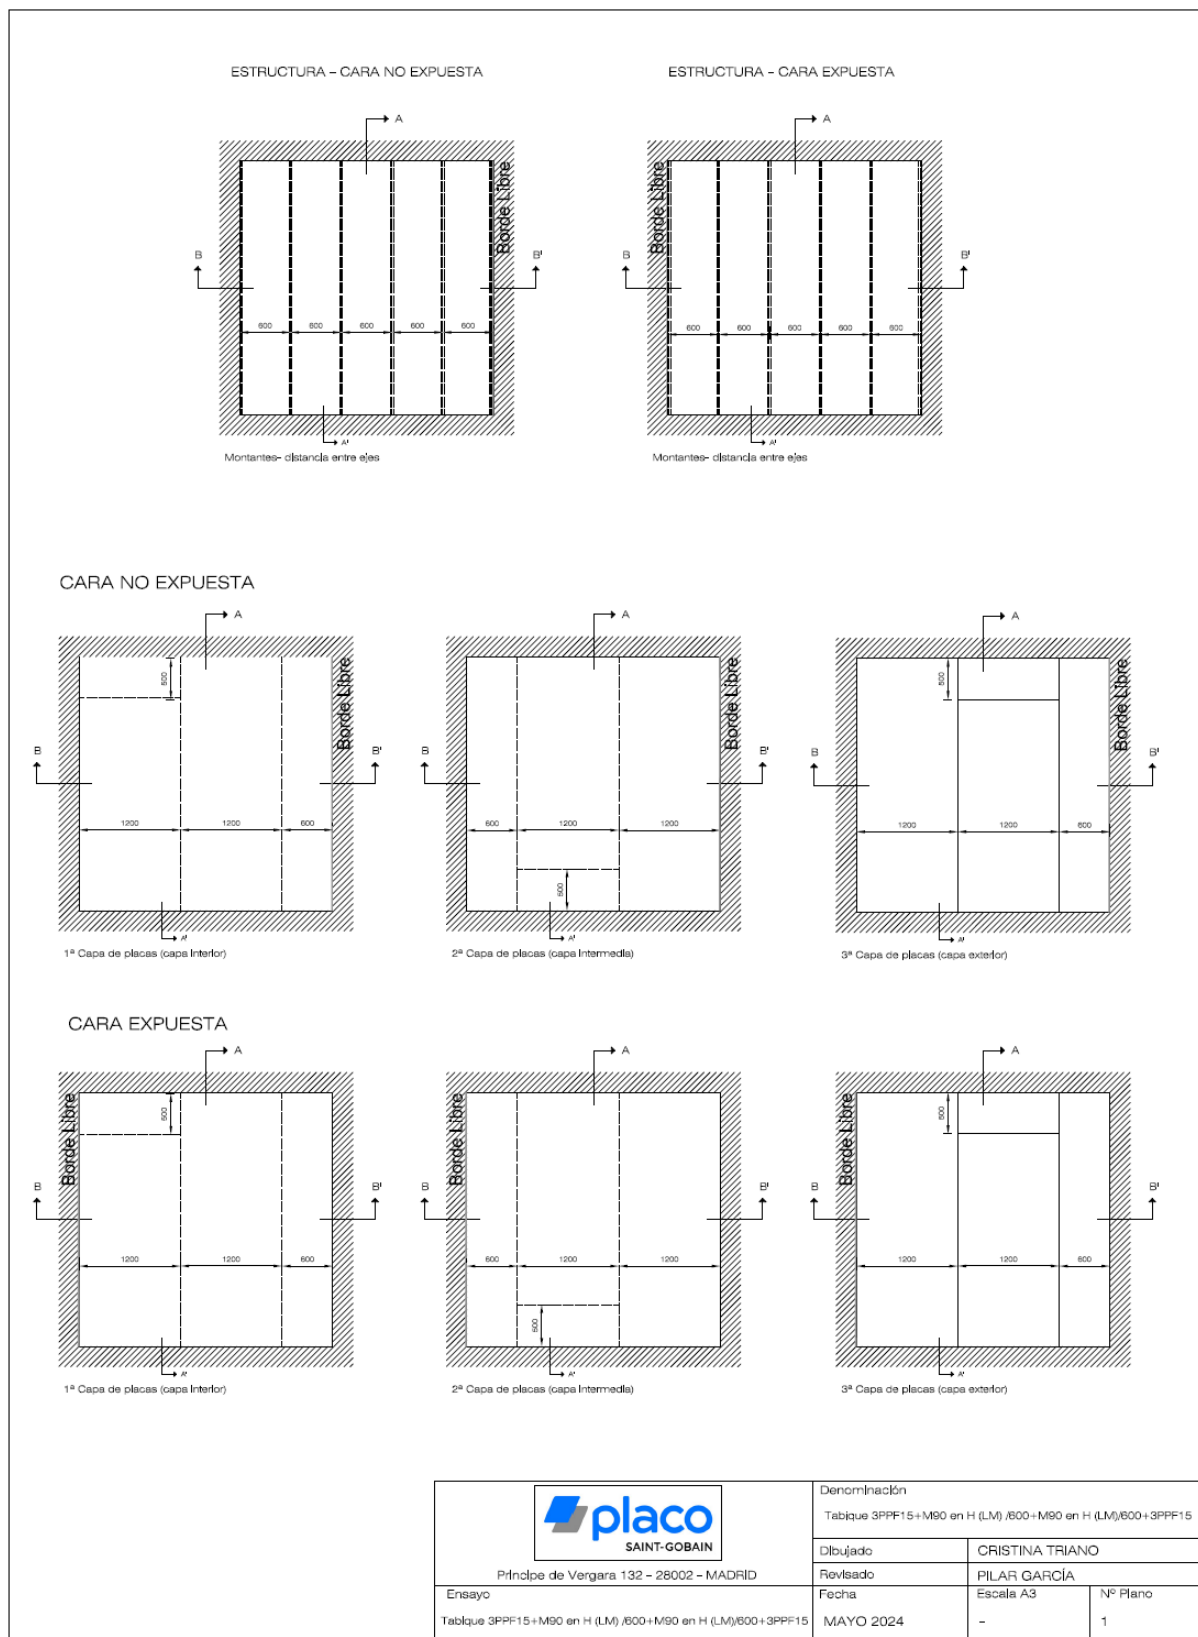 ESTRUCTURA - CARA NO EXPUESTA
ESTRUCTURA - CARA EXPUESTA
A
A
Borde Libre
Borde Libre
B
B'
B
B'
600
600
600
600
600
600
600
600
600
600
A'
A'
Montantes- distancia entre ejes
Montantes- distancia entre ejes
CARA NO EXPUESTA
A
A
A
500
Borde Libre
Borde Libre
500
Borde Libre
B
B'
B
B'
B
B'
1200
1200
600
600
1200
1200
1200
1200
600
500
A'
A'
A'
1ª Capa de placas (capa Interior)
2ª Capa de placas (capa Intermedia)
3ª Capa de placas (capa exterior)
CARA EXPUESTA
A
A
A
Borde Libre
500
Borde Libre
Borde Libre
500
B
B'
B
B'
B
B'
1200
1200
600
600
1200
1200
1200
1200
600
500
A'
A'
A'
1ª Capa de placas (capa Interior)
2ª Capa de placas (capa Intermedia)
3ª Capa de placas (capa exterior)
placo
SAINT-GOBAIN
Príncipe de Vergara 132 - 28002 - MADRID
Denominación
Tabique 3PPF15+M90 en H (LM) /600+M90 en H (LM)/600+3PPF15
Dibujado
CRISTINA TRIANO
Revisado
PILAR GARCÍA
Ensayo
Tabique 3PPF15+M90 en H (LM) /600+M90 en H (LM)/600+3PPF15
Fecha
MAYO 2024
Escala A3
-
Nº Plano
1